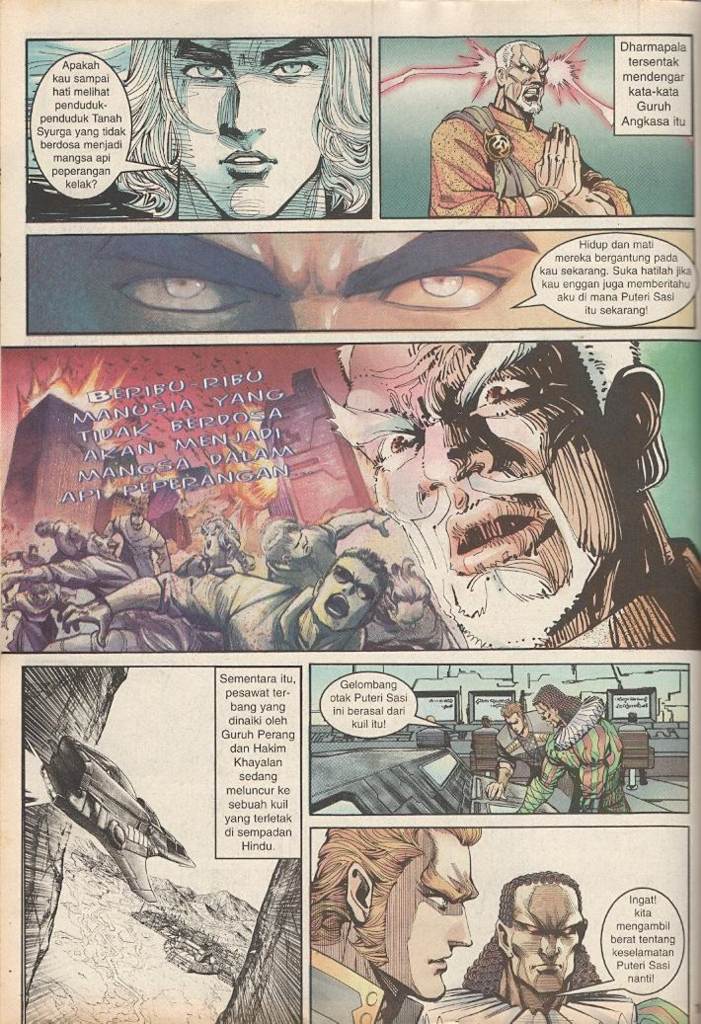 Apakah
kau sampai
hati melihat
penduduk-
penduduk Tanah
Syurga yang tidak
berdosa menjadi
mangsa api
peperangan
kelak?
Dharmapala
tersentak
mendengar
kata-kata
Guruh
Angkasa itu
Hidup dan mati
mereka bergantung pada
kau sekarang. Suka hatilah jika
kau enggan juga memberitahu
aku di mana Puteri Sasi
itu sekarang!
BERIBU-RIBU
MANUSIA YANG
TIDAK BERDOSA
AKAN MENJADI
MANGSA DALAM
API PEPERANGAN...
Sementara itu,
pesawat ter-
bang yang
dinaiki oleh
Guruh Perang
dan Hakim
Khayalan
sedang
meluncur ke
sebuah kuil
yang terletak
di sempadan
Hindu.
Gelombang
otak Puteri Sasi
ini berasal dari
kuil itu!
Ingat!
kita
mengambil
berat tentang
keselamatan
Puteri Sasi
nanti!